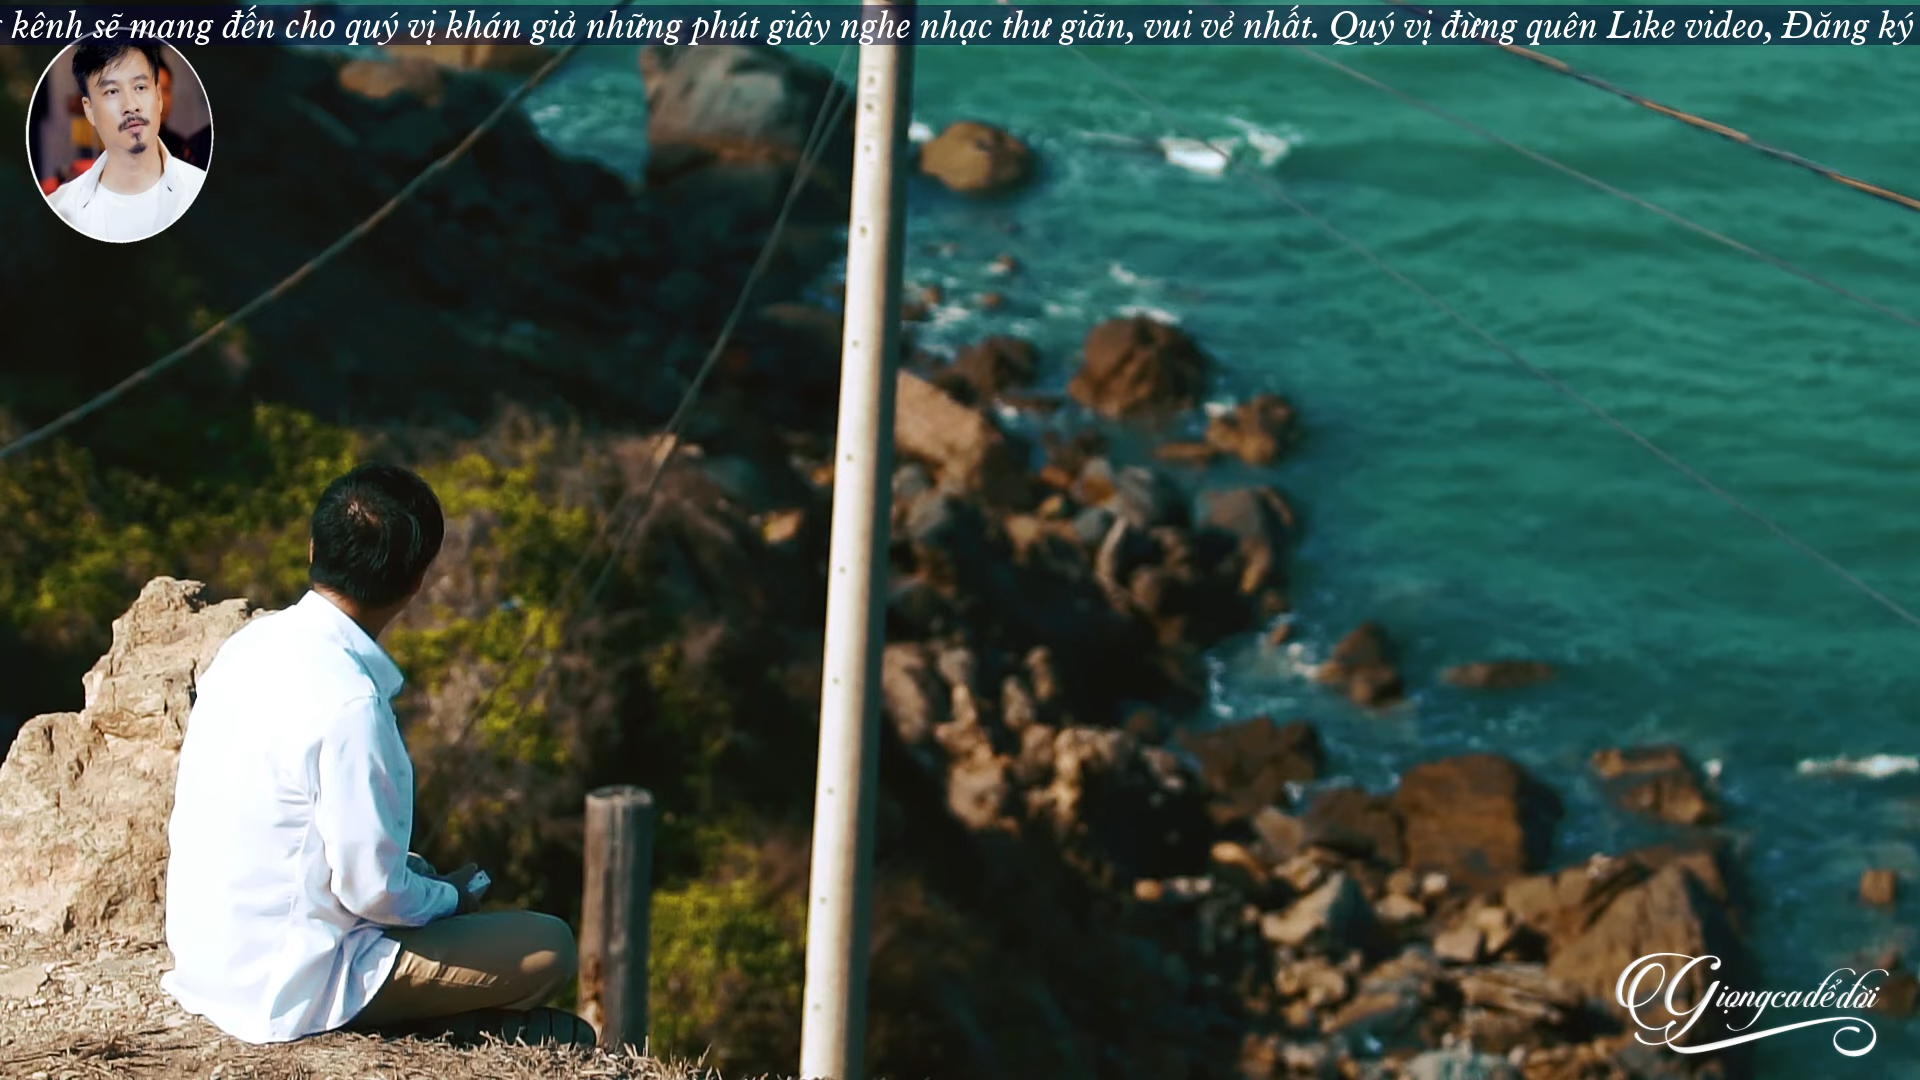 kênh sẽ mang đến cho quý vị khán giả những phút giây nghe nhạc thư giãn, vui vẻ nhất. Quý vị đừng quên Like video, Đăng ký
Giọngcađểđời